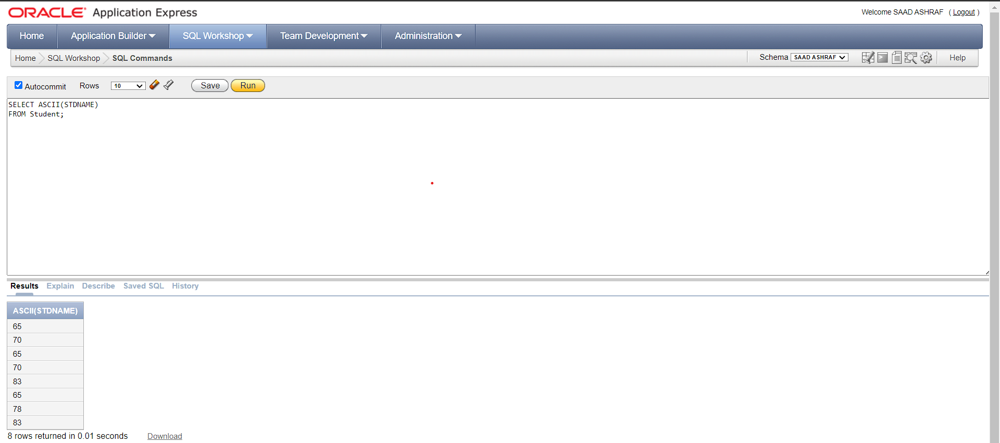 ORACLE® Application Express
Welcome SAAD ASHRAF ( Logout )
Home Application Builder SQL Workshop Team Development Administration
Home SQL Workshop SQL Commands
Schema SAAD ASHRAF Help
Autocommit Rows 10 Save Run
SELECT ASCII(STDNAME)
FROM Student;
Results Explain Describe Saved SQL History
ASCII(STDNAME)
65
70
65
70
83
65
78
83
8 rows returned in 0.01 seconds Download